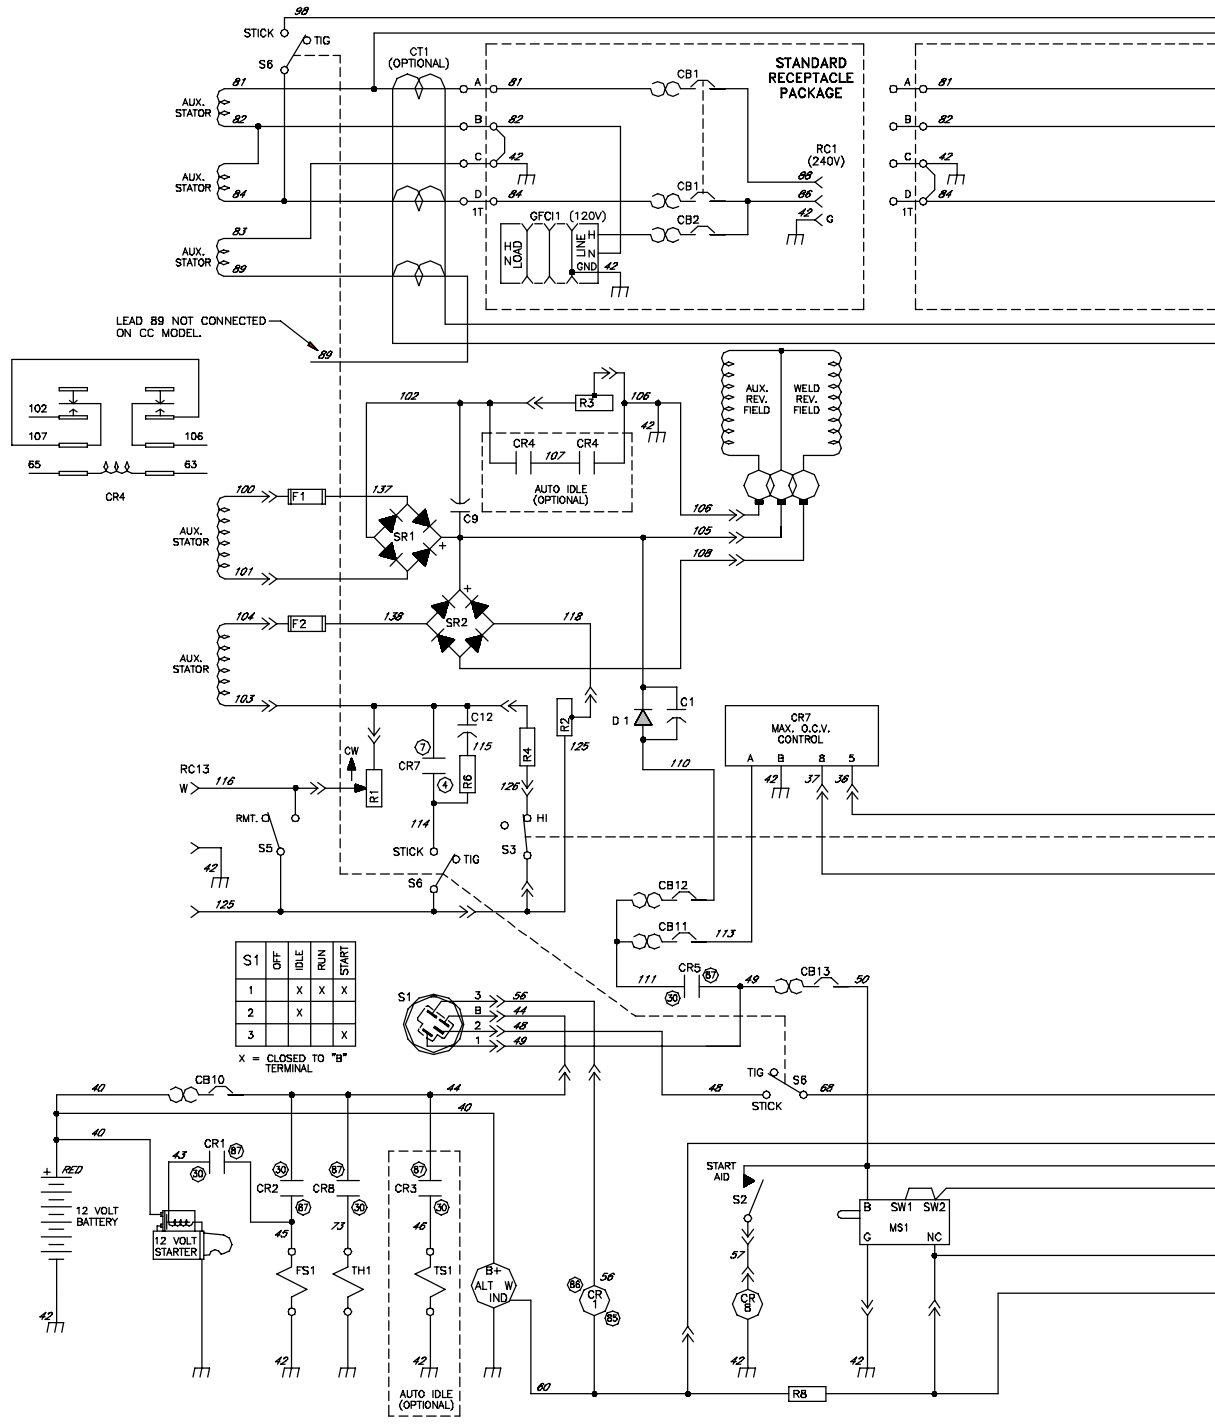 98
STICK
TIG
S6
CT1
(OPTIONAL)
STANDARD
RECEPTACLE
PACKAGE
81
A
81
CB1
A
81
AUX.
STATOR
82
B
82
B
82
RC1
(240V)
C
42
C
42
88
AUX.
STATOR
84
D
84
CB1
86
D
84
1T
1T
GFCI1 (120V)
42
G
CB2
83
H
N
LOAD
LINE
H
N
GND
42
AUX.
STATOR
89
LEAD 89 NOT CONNECTED
ON CC MODEL.
89
102
107
106
65
63
CR4
102
R3
106
42
CR4
107
CR4
AUTO IDLE
(OPTIONAL)
AUX.
REV.
FIELD
WELD
REV.
FIELD
100
F1
137
C9
106
AUX.
STATOR
SR1
+
105
101
108
104
F2
138
+
SR2
118
AUX.
STATOR
103
C12
R2
D1
C1
CR7
MAX. O.C.V.
CONTROL
A
B
8
5
7
CW
115
R4
125
CR7
R6
110
RC13
W
116
R1
4
126
42
37
36
RMT.
S5
114
HI
S3
STICK
TIG
42
S6
125
CB12
CB11
113
S1
OFF
IDLE
RUN
START
1
X
X
X
2
X
3
X
X = CLOSED TO "B"
TERMINAL
S1
3
56
B
44
2
48
1
49
111
CR5
87
30
49
CB13
50
40
CB10
44
40
48
TIG
S6
68
STICK
40
43
CR1
87
30
+
RED
12 VOLT
BATTERY
12 VOLT
STARTER
30
CR2
87
45
FS1
87
CR8
30
73
TH1
87
CR3
30
46
TS1
B+
ALT
W
IND
86
56
CR
1
85
START
AID
S2
57
CR
8
B
SW1
SW2
MS1
G
NC
42
42
42
42
42
AUTO IDLE
(OPTIONAL)
60
R8